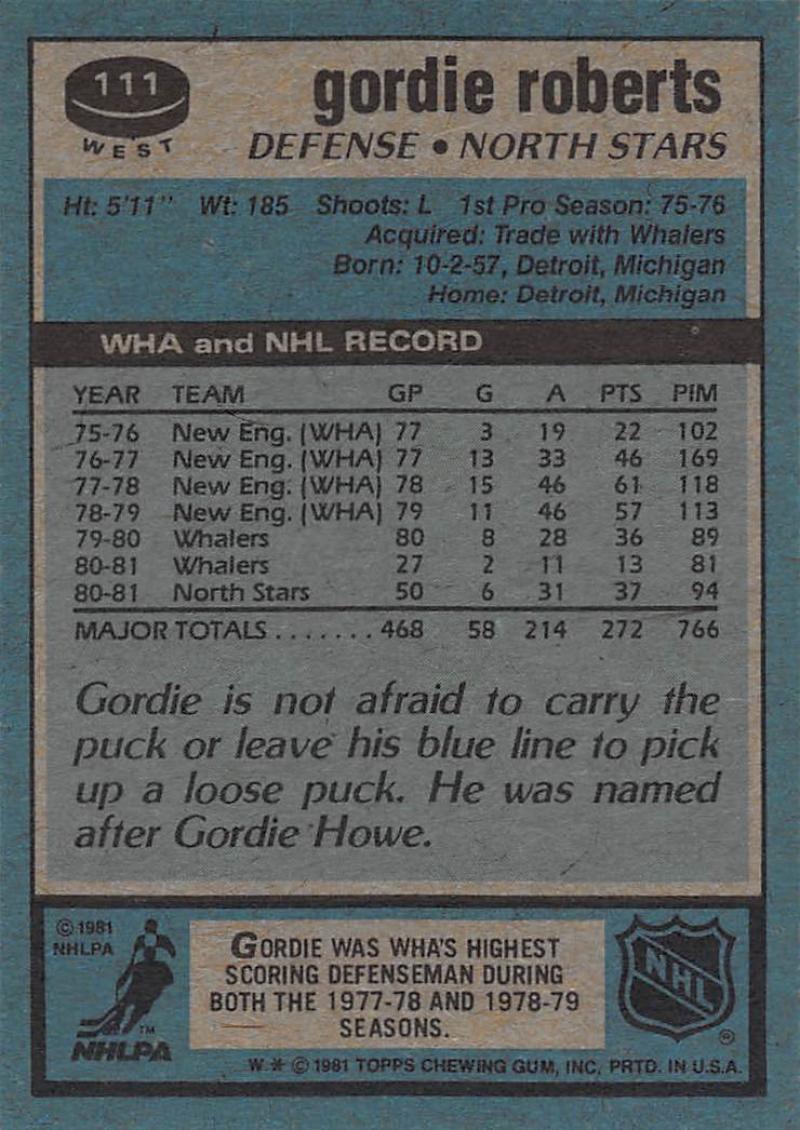 111
WEST
gordie roberts
DEFENSE • NORTH STARS
Ht: 5'11" Wt: 185 Shoots: L 1st Pro Season: 75-76
Acquired: Trade with Whalers
Born: 10-2-57, Detroit, Michigan
Home: Detroit, Michigan
WHA and NHL RECORD
YEAR TEAM GP G A PTS PIM
75-76 New Eng. (WHA) 77 3 19 22 102
76-77 New Eng. (WHA) 77 13 33 46 169
77-78 New Eng. (WHA) 78 15 46 61 118
78-79 New Eng. (WHA) 79 11 46 57 113
79-80 Whalers 80 8 28 36 89
80-81 Whalers 27 2 11 13 81
80-81 North Stars 50 6 31 37 94
MAJOR TOTALS ....... 468 58 214 272 766
Gordie is not afraid to carry the
puck or leave his blue line to pick
up a loose puck. He was named
after Gordie Howe.
© 1981
NHLPA
TM
NHLPA
GORDIE WAS WHA'S HIGHEST
SCORING DEFENSEMAN DURING
BOTH THE 1977-78 AND 1978-79
SEASONS.
NHL
®
W * © 1981 TOPPS CHEWING GUM, INC. PRTD. IN U.S.A.